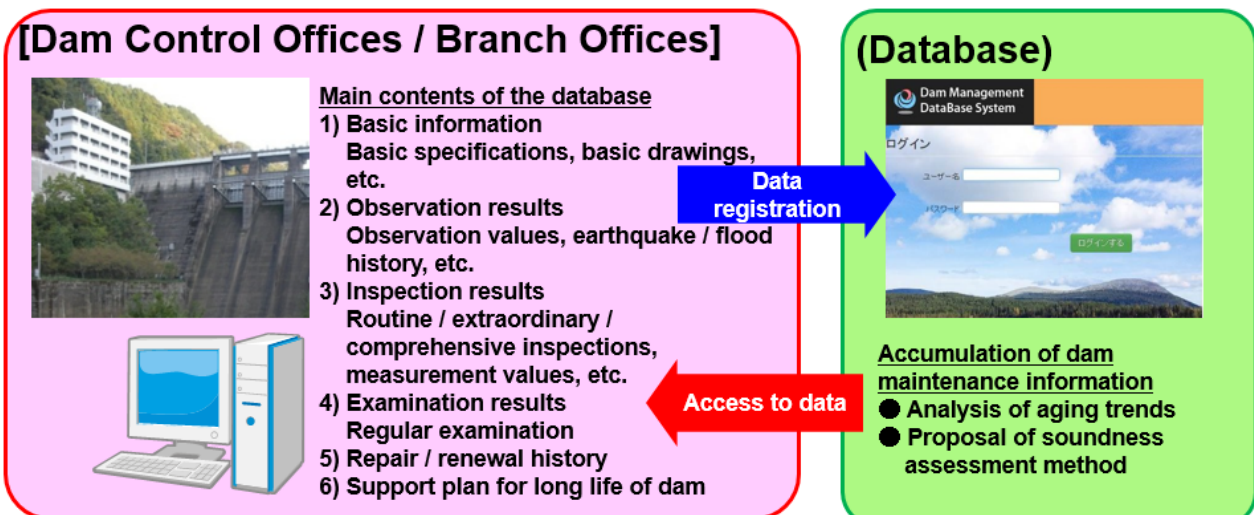 [Dam Control Offices / Branch Offices]
Main contents of the database
1) Basic information
Basic specifications, basic drawings,
etc.
2) Observation results
Observation values, earthquake / flood
history, etc.
3) Inspection results
Routine / extraordinary /
comprehensive inspections,
measurement values, etc.
4) Examination results
Regular examination
5) Repair / renewal history
6) Support plan for long life of dam
Data
registration
Access to data
(Database)
Dam Management
DataBase System
ログイン
ユーザー名
パスワード
ログインする
Accumulation of dam
maintenance information
● Analysis of aging trends
● Proposal of soundness
assessment method